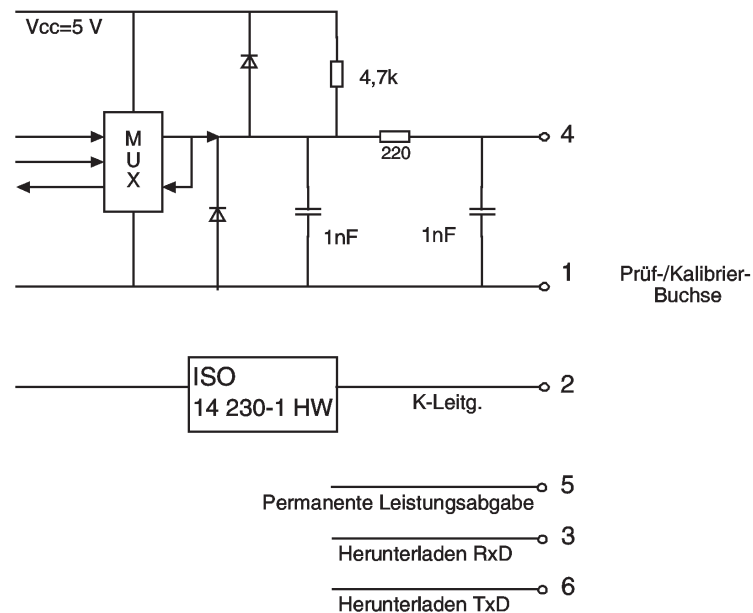 Vcc=5 V
4,7k
M
U
X
4
220
1nF
1nF
1
Prüf-/Kalibrier-
Buchse
ISO
14 230-1 HW
2
K-Leitg.
5
Permanente Leistungsabgabe
3
Herunterladen RxD
6
Herunterladen TxD